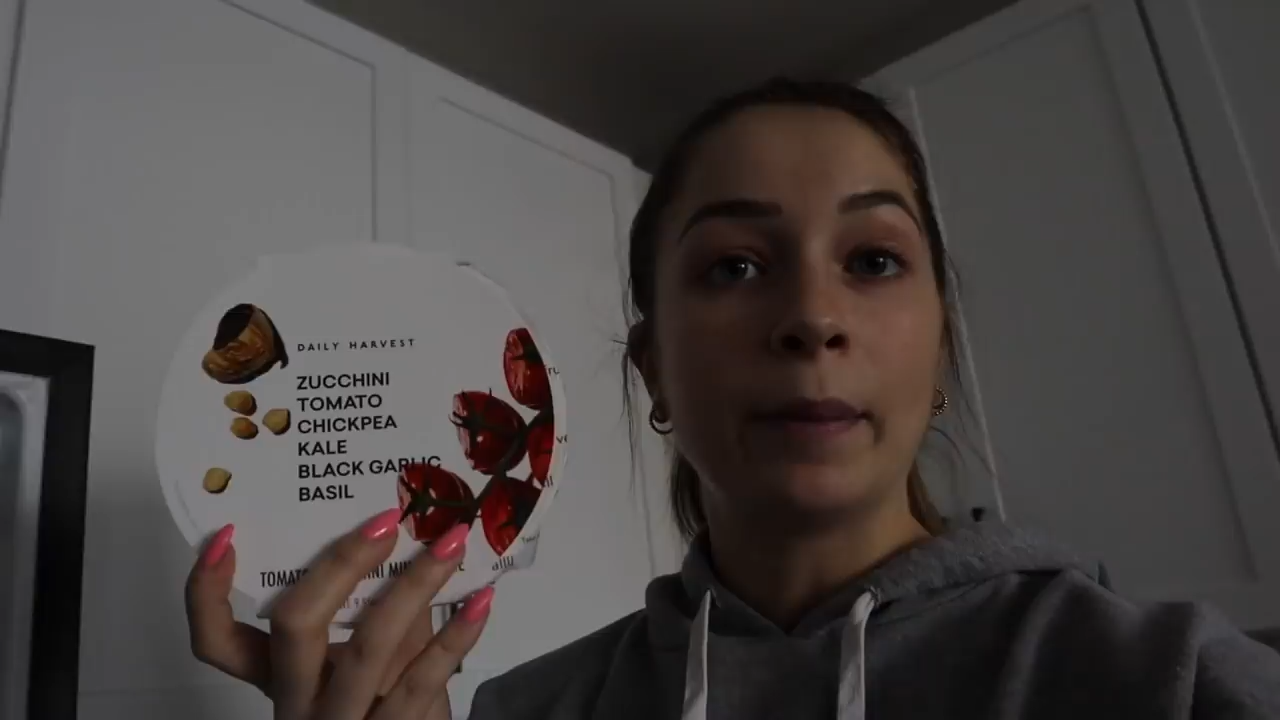 DAILY HARVEST
ZUCCHINI
TOMATO
CHICKPEA
KALE
BLACK GARLIC
BASIL